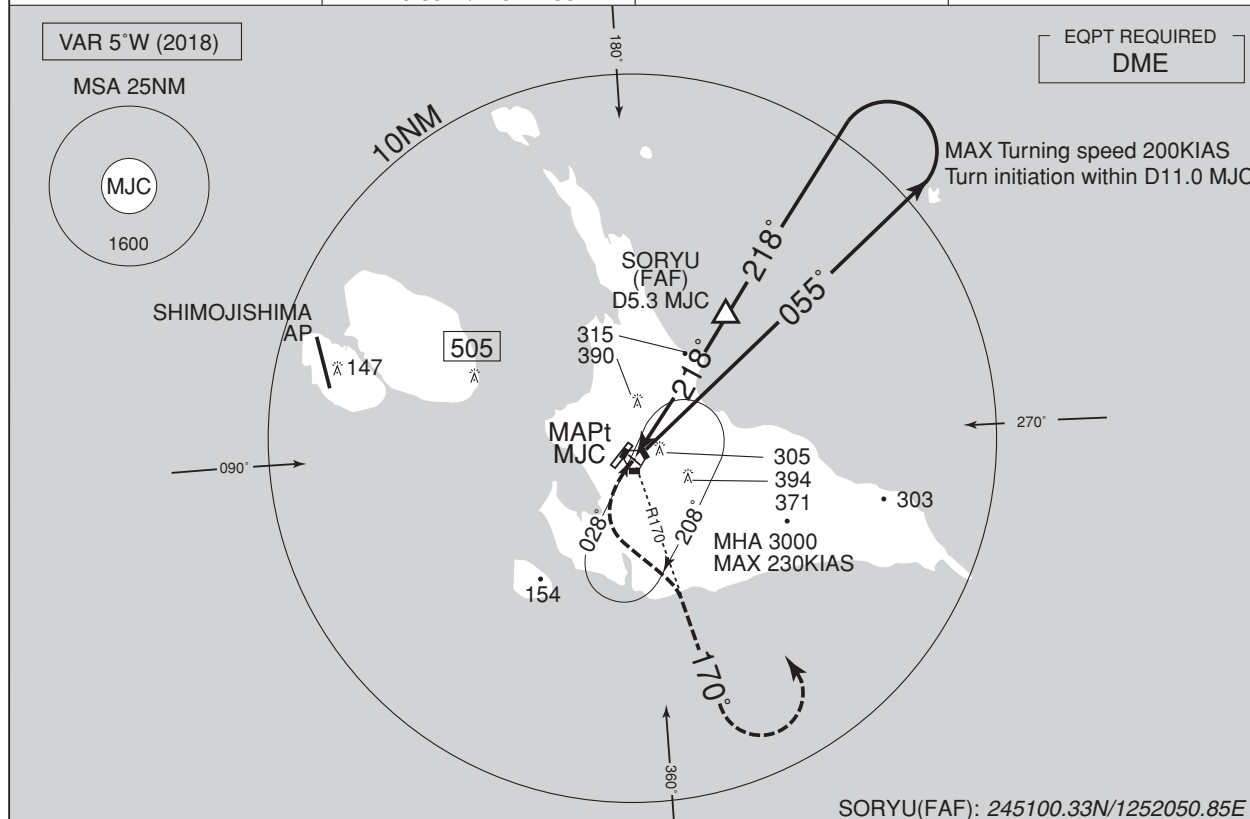 VAR 5°W (2018)
MSA 25NM
MJC
1600
10NM
180°
EQPT REQUIRED
DME
MAX Turning speed 200KIAS
Turn initiation within D11.0 MJC
218°
055°
SORYU
(FAF)
D5.3 MJC
SHIMOJISHIMA
AP
147
505
315
390
218°
MAPt
MJC
270°
090°
305
394
371
303
028°
R170°
208°
MHA 3000
MAX 230KIAS
154
170°
360°
SORYU(FAF): 245100.33N/1252050.85E